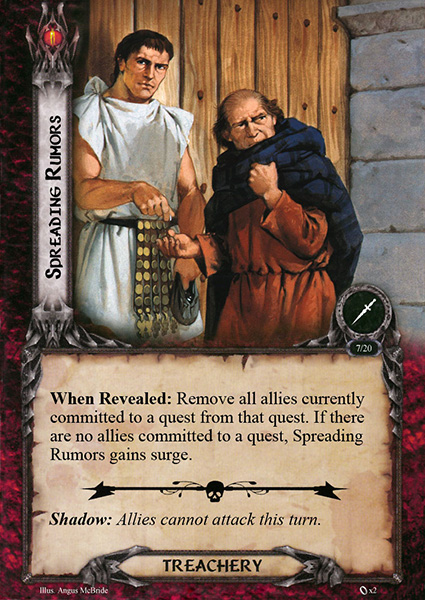 Spreading Rumors
7/20
When Revealed: Remove all allies currently
committed to a quest from that quest. If there
are no allies committed to a quest, Spreading
Rumors gains surge.
Shadow: Allies cannot attack this turn.
TREACHERY
Illus. Angus McBride
x2